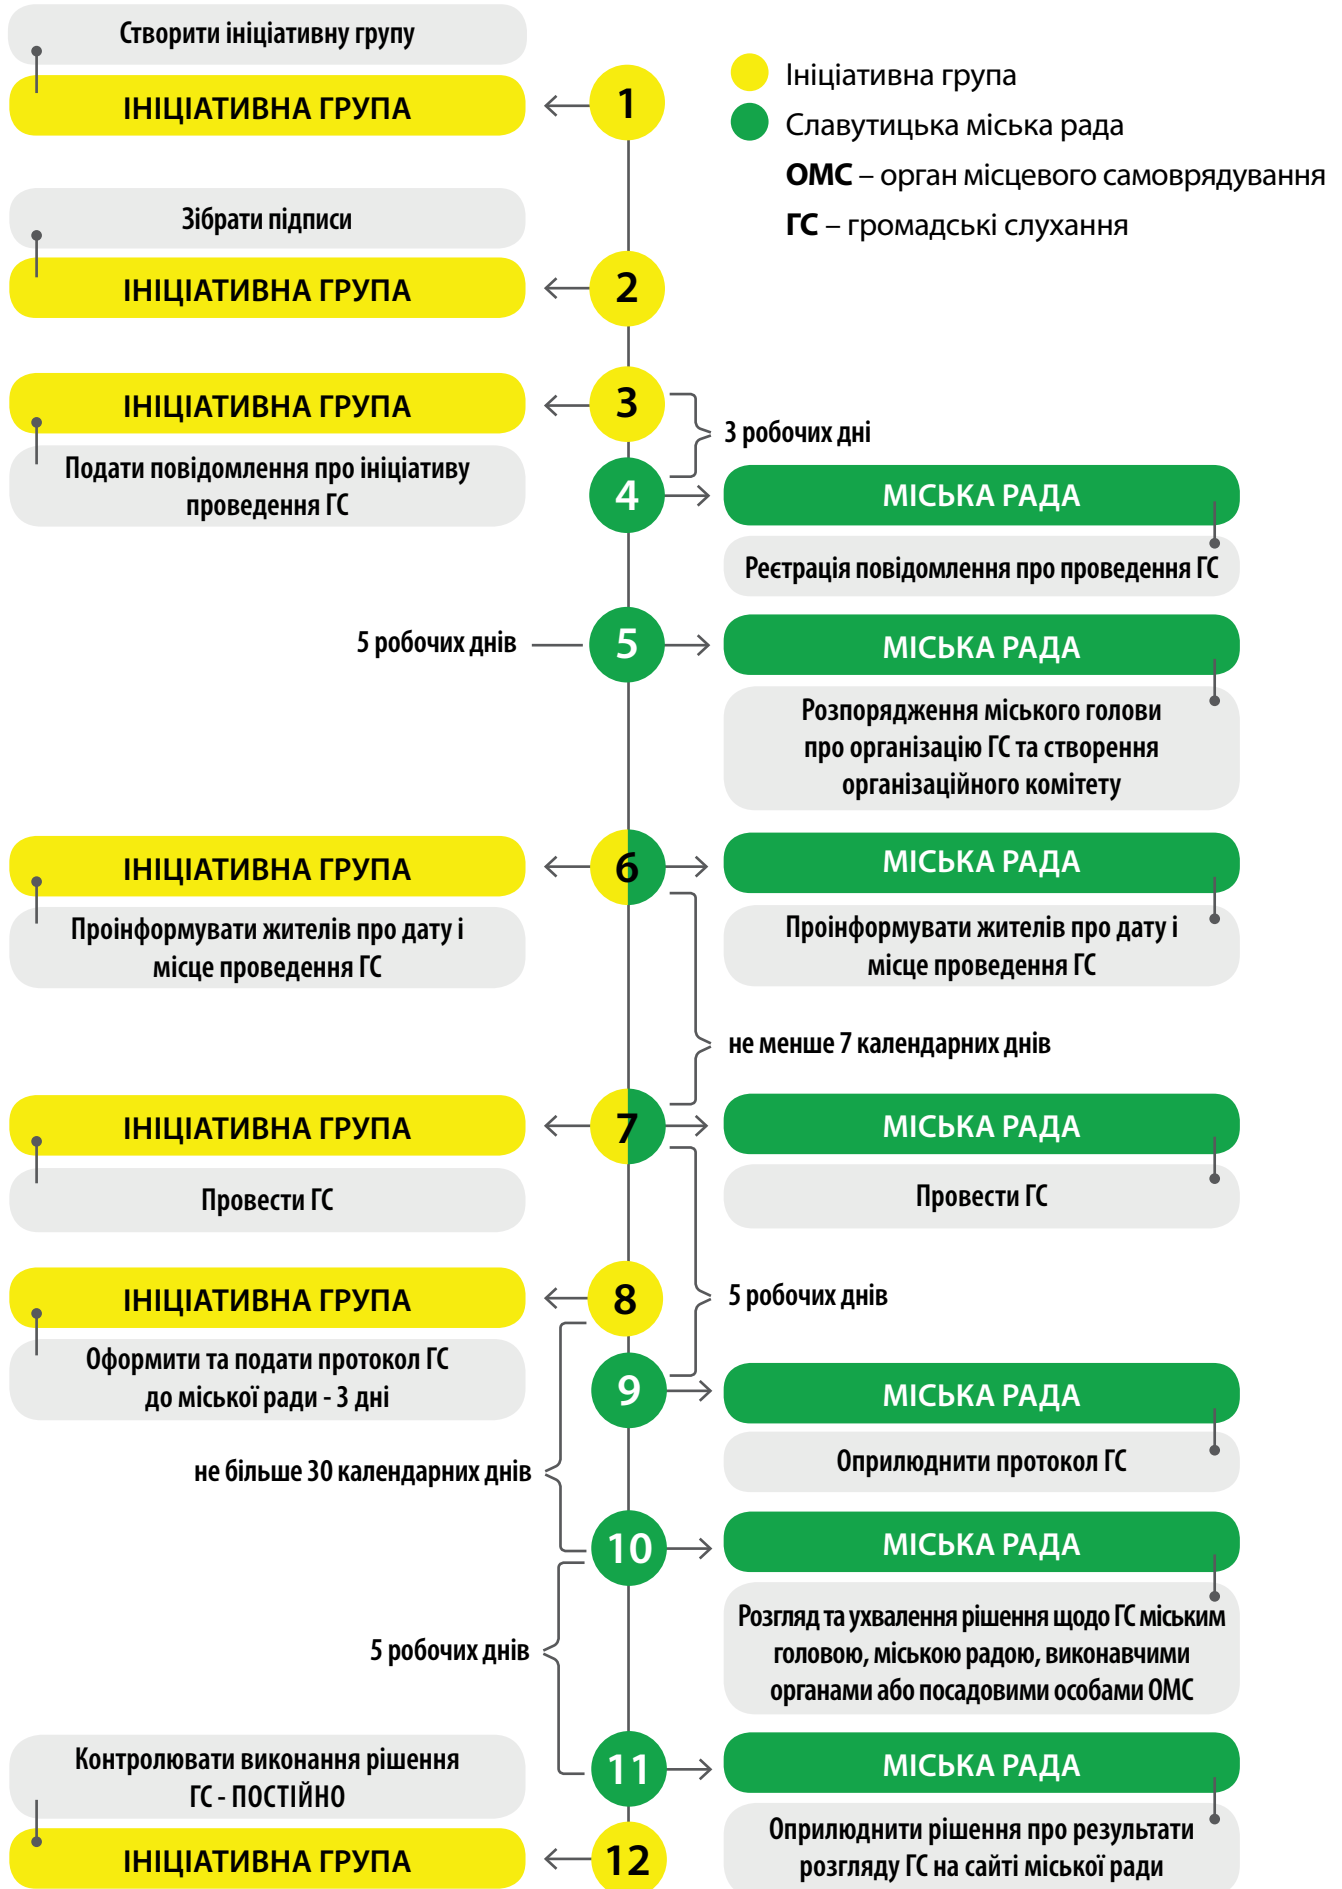 Створити ініціативну групу
ІНІЦІАТИВНА ГРУПА
1
Ініціативна група
Славутицька міська рада
ОМС – орган місцевого самоврядування
ГС – громадські слухання
Зібрати підписи
ІНІЦІАТИВНА ГРУПА
2
ІНІЦІАТИВНА ГРУПА
3
3 робочих дні
Подати повідомлення про ініціативу
проведення ГС
4
МІСЬКА РАДА
Реєстрація повідомлення про проведення ГС
5 робочих днів
5
МІСЬКА РАДА
Розпорядження міського голови
про організацію ГС та створення
організаційного комітету
ІНІЦІАТИВНА ГРУПА
6
МІСЬКА РАДА
Проінформувати жителів про дату і
місце проведення ГС
Проінформувати жителів про дату і
місце проведення ГС
не менше 7 календарних днів
ІНІЦІАТИВНА ГРУПА
7
МІСЬКА РАДА
Провести ГС
Провести ГС
ІНІЦІАТИВНА ГРУПА
8
5 робочих днів
Оформити та подати протокол ГС
до міської ради - 3 дні
9
МІСЬКА РАДА
Оприлюднити протокол ГС
не більше 30 календарних днів
10
МІСЬКА РАДА
Розгляд та ухвалення рішення щодо ГС міським
головою, міською радою, виконавчими
органами або посадовими особами ОМС
5 робочих днів
11
МІСЬКА РАДА
Оприлюднити рішення про результати
розгляду ГС на сайті міської ради
Контролювати виконання рішення
ГС - ПОСТІЙНО
ІНІЦІАТИВНА ГРУПА
12